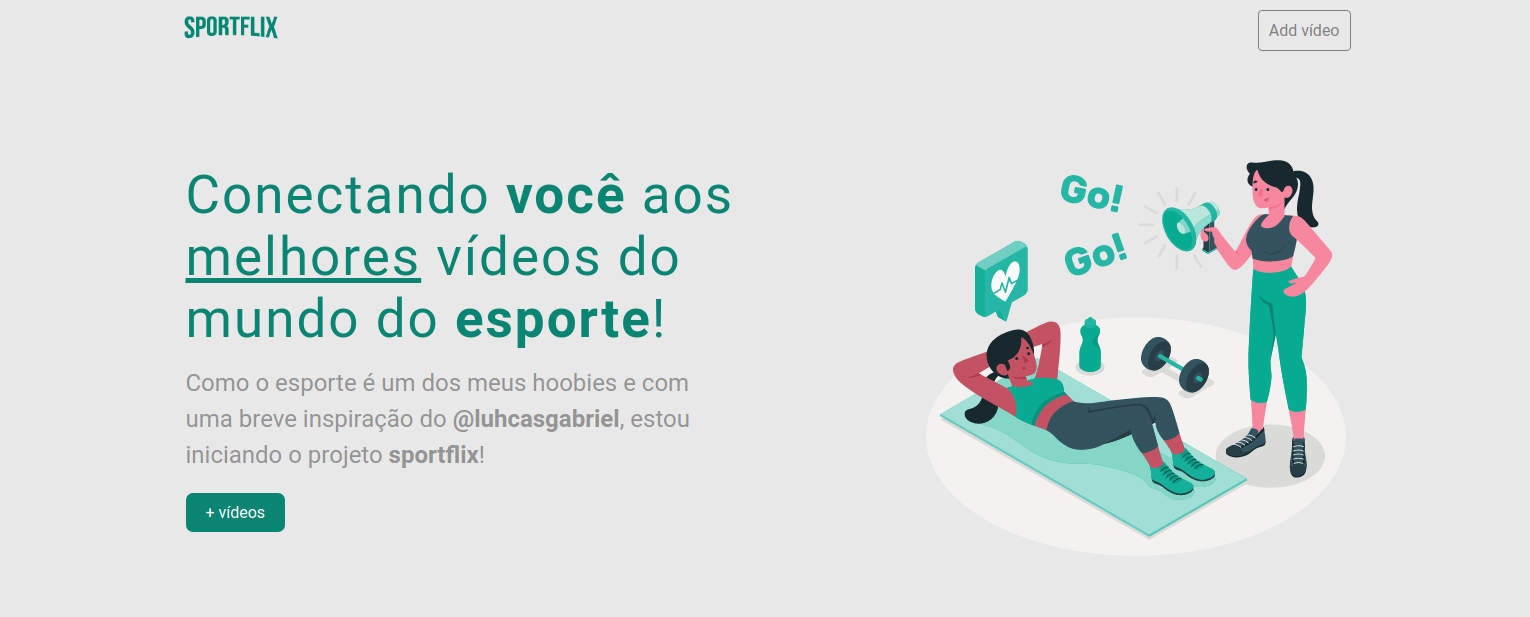 SPORTFLIX
Add vídeo
Conectando você aos
melhores vídeos do
mundo do esporte!
Como o esporte é um dos meus hoobies e com
uma breve inspiração do @luhcasgabriel, estou
iniciando o projeto sportflix!
+ vídeos
Go!
Go!